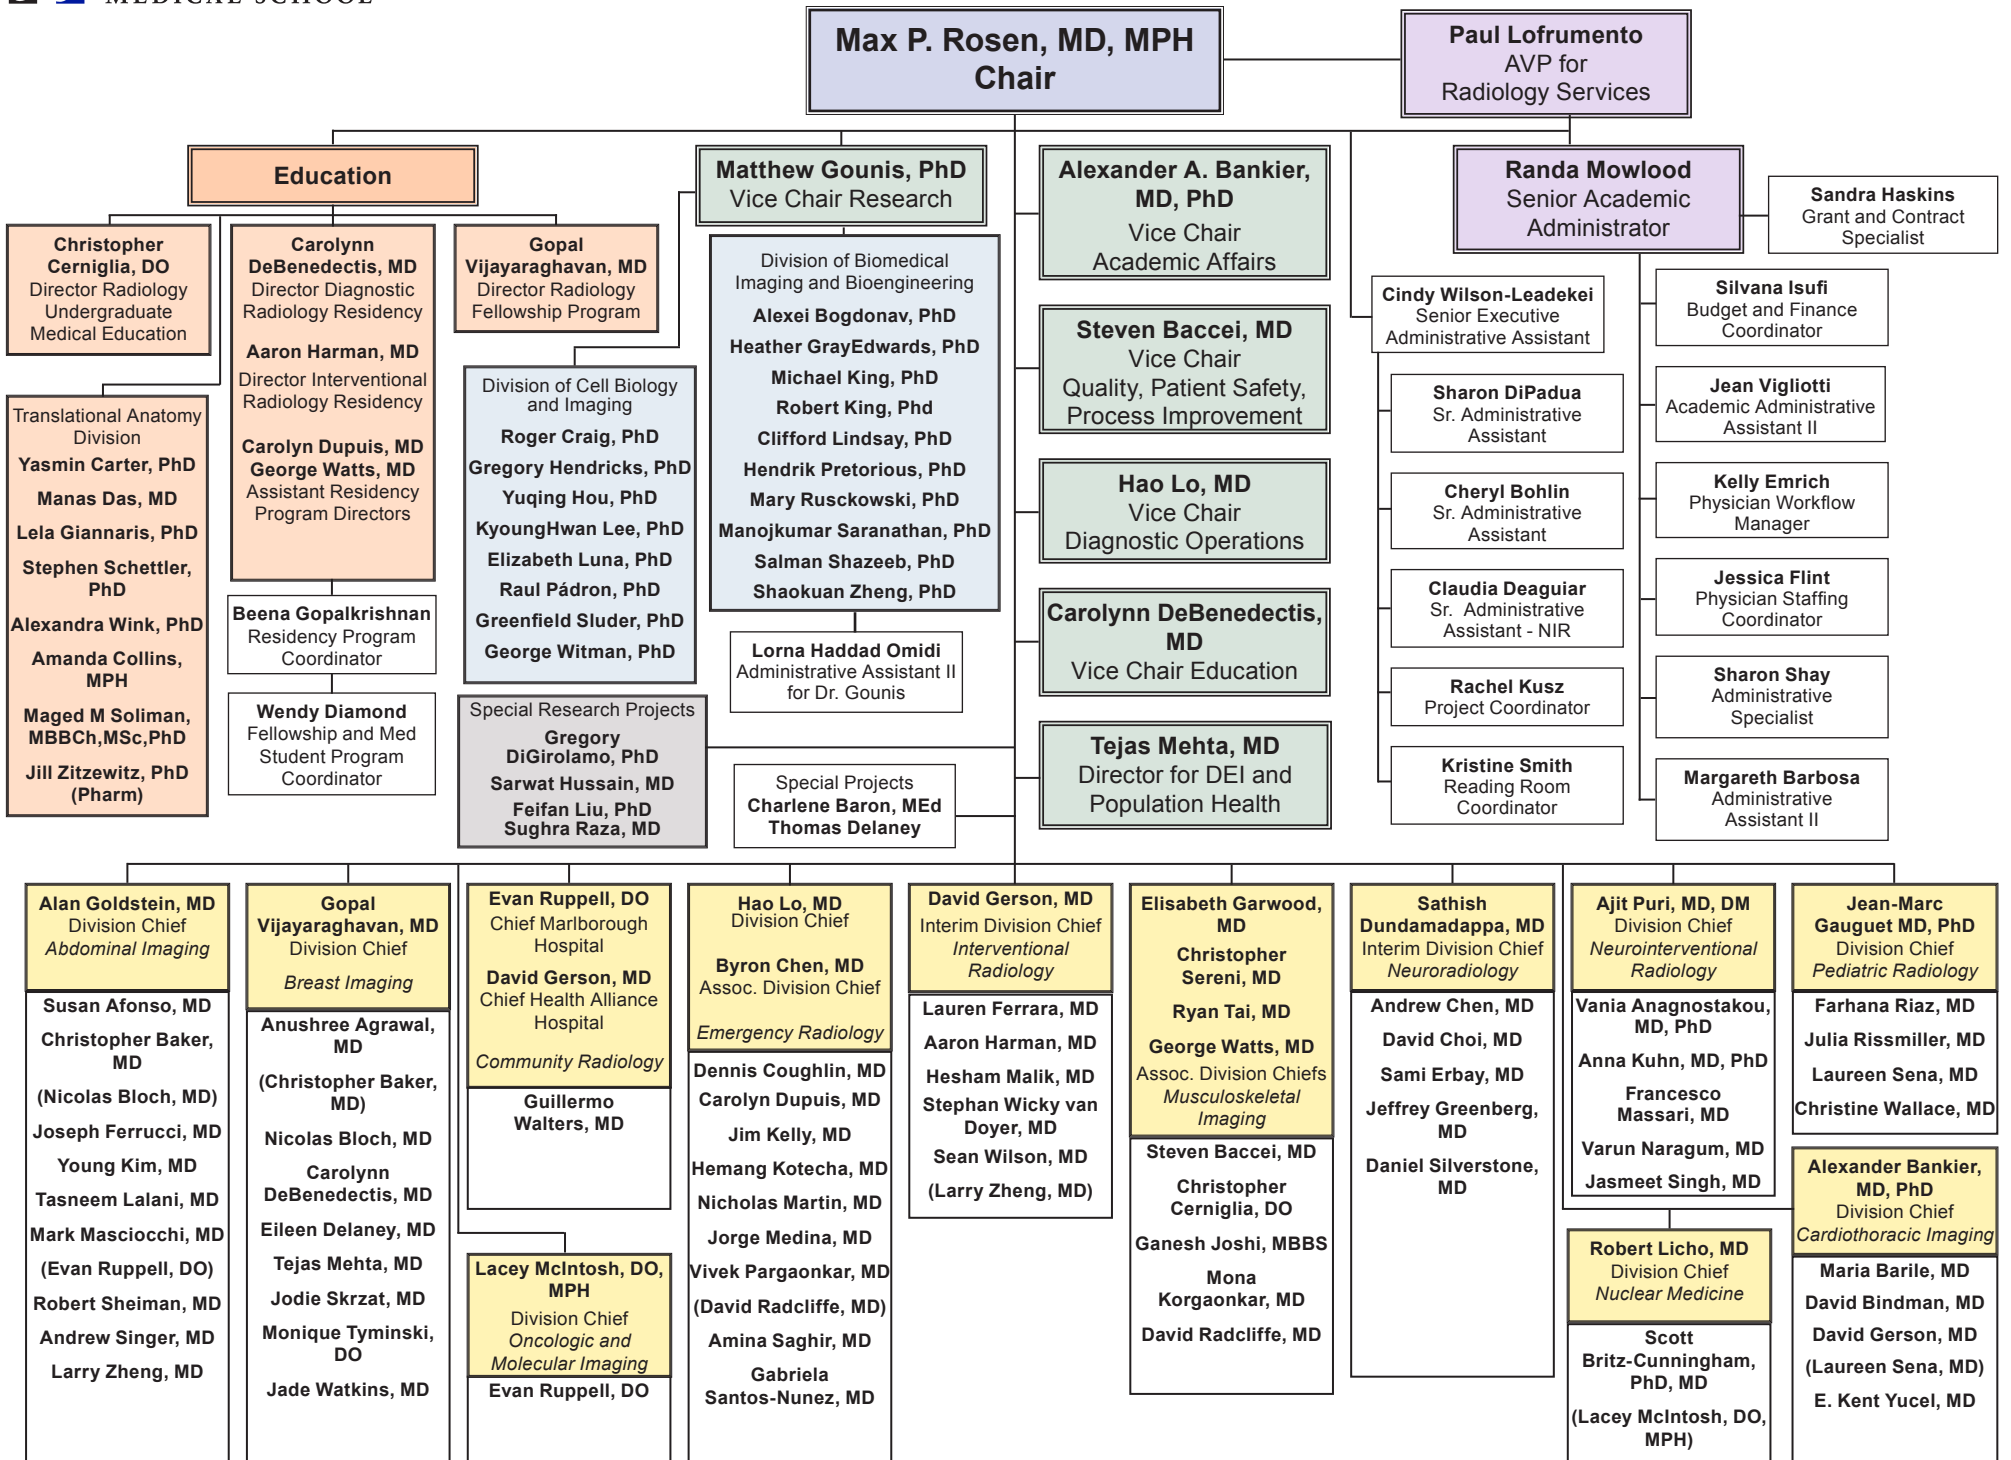 MEDICAL SCHOOL
Max P. Rosen, MD, MPH
Chair
Paul Lofrumento
AVP for
Radiology Services
Education
Matthew Gounis, PhD
Vice Chair Research
Alexander A. Bankier,
MD, PhD
Vice Chair
Academic Affairs
Randa Mowlood
Senior Academic
Administrator
Sandra Haskins
Grant and Contract
Specialist
Christopher
Cerniglia, DO
Director Radiology
Undergraduate
Medical Education
Carolynn
DeBenedectis, MD
Director Diagnostic
Radiology Residency
Aaron Harman, MD
Director Interventional
Radiology Residency
Carolyn Dupuis, MD
George Watts, MD
Assistant Residency
Program Directors
Gopal
Vijayaraghavan, MD
Director Radiology
Fellowship Program
Translational Anatomy
Division
Yasmin Carter, PhD
Manas Das, MD
Lela Giannaris, PhD
Stephen Schettler,
PhD
Alexandra Wink, PhD
Amanda Collins,
MPH
Maged M Soliman,
MBBCh,MSc,PhD
Jill Zitzewitz, PhD
(Pharm)
Beena Gopalkrishnan
Residency Program
Coordinator
Wendy Diamond
Fellowship and Med
Student Program
Coordinator
Division of Cell Biology
and Imaging
Roger Craig, PhD
Gregory Hendricks, PhD
Yuqing Hou, PhD
KyoungHwan Lee, PhD
Elizabeth Luna, PhD
Raul Pádron, PhD
Greenfield Sluder, PhD
George Witman, PhD
Division of Biomedical
Imaging and Bioengineering
Alexei Bogdonav, PhD
Heather GrayEdwards, PhD
Michael King, PhD
Robert King, Phd
Clifford Lindsay, PhD
Hendrik Pretorious, PhD
Mary Rusckowski, PhD
Manojkumar Saranathan, PhD
Salman Shazeeb, PhD
Shaokuan Zheng, PhD
Lorna Haddad Omidi
Administrative Assistant II
for Dr. Gounis
Special Research Projects
Gregory
DiGirolamo, PhD
Sarwat Hussain, MD
Feifan Liu, PhD
Sughra Raza, MD
Special Projects
Charlene Baron, MEd
Thomas Delaney
Steven Baccei, MD
Vice Chair
Quality, Patient Safety,
Process Improvement
Hao Lo, MD
Vice Chair
Diagnostic Operations
Carolynn DeBenedectis,
MD
Vice Chair Education
Tejas Mehta, MD
Director for DEI and
Population Health
Cindy Wilson-Leadekei
Senior Executive
Administrative Assistant
Sharon DiPadua
Sr. Administrative
Assistant
Cheryl Bohlin
Sr. Administrative
Assistant
Claudia Deaguiar
Sr. Administrative
Assistant - NIR
Rachel Kusz
Project Coordinator
Kristine Smith
Reading Room
Coordinator
Silvana Isufi
Budget and Finance
Coordinator
Jean Vigliotti
Academic Administrative
Assistant II
Kelly Emrich
Physician Workflow
Manager
Jessica Flint
Physician Staffing
Coordinator
Sharon Shay
Administrative
Specialist
Margareth Barbosa
Administrative
Assistant II
Alan Goldstein, MD
Division Chief
Abdominal Imaging
Susan Afonso, MD
Christopher Baker,
MD
(Nicolas Bloch, MD)
Joseph Ferrucci, MD
Young Kim, MD
Tasneem Lalani, MD
Mark Masciocchi, MD
(Evan Ruppell, DO)
Robert Sheiman, MD
Andrew Singer, MD
Larry Zheng, MD
Gopal
Vijayaraghavan, MD
Division Chief
Breast Imaging
Anushree Agrawal,
MD
(Christopher Baker,
MD)
Nicolas Bloch, MD
Carolynn
DeBenedectis, MD
Eileen Delaney, MD
Tejas Mehta, MD
Jodie Skrzat, MD
Monique Tyminski,
DO
Jade Watkins, MD
Evan Ruppell, DO
Chief Marlborough
Hospital
David Gerson, MD
Chief Health Alliance
Hospital
Community Radiology
Guillermo
Walters, MD
Lacey McIntosh, DO,
MPH
Division Chief
Oncologic and
Molecular Imaging
Evan Ruppell, DO
Hao Lo, MD
Division Chief
Byron Chen, MD
Assoc. Division Chief
Emergency Radiology
Dennis Coughlin, MD
Carolyn Dupuis, MD
Jim Kelly, MD
Hemang Kotecha, MD
Nicholas Martin, MD
Jorge Medina, MD
Vivek Pargaonkar, MD
(David Radcliffe, MD)
Amina Saghir, MD
Gabriela
Santos-Nunez, MD
David Gerson, MD
Interim Division Chief
Interventional
Radiology
Lauren Ferrara, MD
Aaron Harman, MD
Hesham Malik, MD
Stephan Wicky van
Doyer, MD
Sean Wilson, MD
(Larry Zheng, MD)
Elisabeth Garwood,
MD
Christopher
Sereni, MD
Ryan Tai, MD
George Watts, MD
Assoc. Division Chiefs
Musculoskeletal
Imaging
Steven Baccei, MD
Christopher
Cerniglia, DO
Ganesh Joshi, MBBS
Mona
Korgaonkar, MD
David Radcliffe, MD
Sathish
Dundamadappa, MD
Interim Division Chief
Neuroradiology
Andrew Chen, MD
David Choi, MD
Sami Erbay, MD
Jeffrey Greenberg,
MD
Daniel Silverstone,
MD
Ajit Puri, MD, DM
Division Chief
Neurointerventional
Radiology
Vania Anagnostakou,
MD, PhD
Anna Kuhn, MD, PhD
Francesco
Massari, MD
Varun Naragum, MD
Jasmeet Singh, MD
Robert Licho, MD
Division Chief
Nuclear Medicine
Scott
Britz-Cunningham,
PhD, MD
(Lacey McIntosh, DO,
MPH)
Jean-Marc
Gauguet MD, PhD
Division Chief
Pediatric Radiology
Farhana Riaz, MD
Julia Rissmiller, MD
Laureen Sena, MD
Christine Wallace, MD
Alexander Bankier,
MD, PhD
Division Chief
Cardiothoracic Imaging
Maria Barile, MD
David Bindman, MD
David Gerson, MD
(Laureen Sena, MD)
E. Kent Yucel, MD